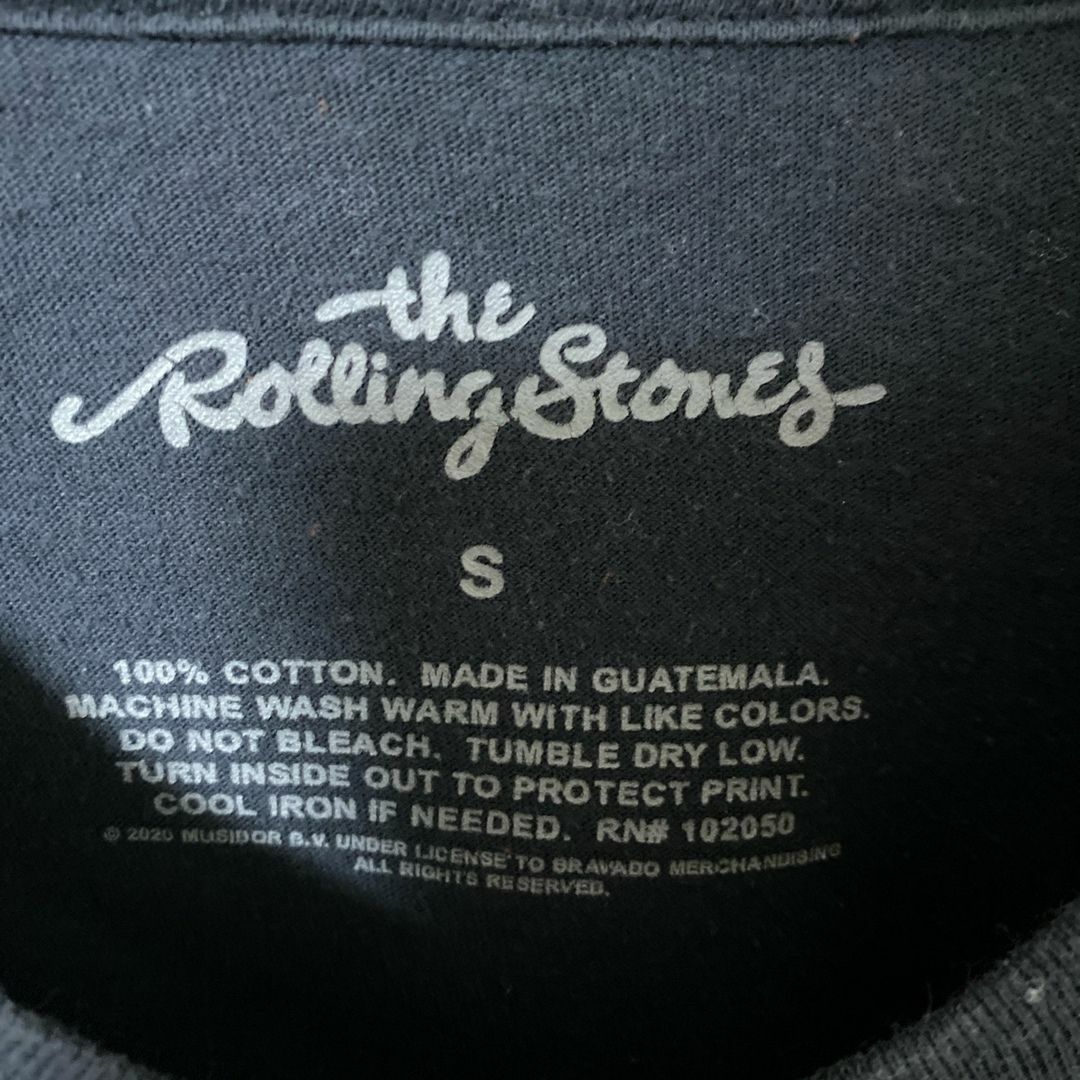 the
Rolling Stones
S
100% COTTON. MADE IN GUATEMALA.
MACHINE WASH WARM WITH LIKE COLORS.
DO NOT BLEACH. TUMBLE DRY LOW.
TURN INSIDE OUT TO PROTECT PRINT.
COOL IRON IF NEEDED. RN# 102050
© 2020 MUSIDOR B.V. UNDER LICENSE TO BRAVADO MERCHANDISING
ALL RIGHTS RESERVED.